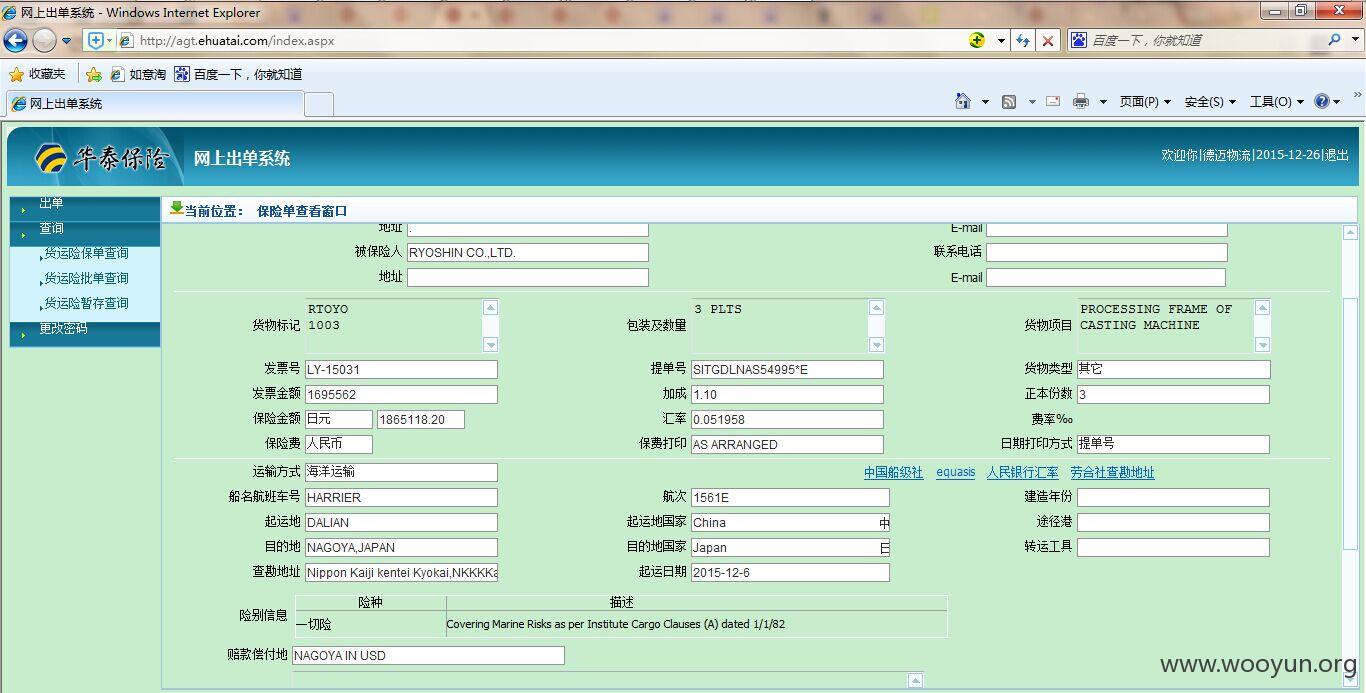 网上出单系统 - Windows Internet Explorer
http://agt.ehuatai.com/index.aspx 百度一下，你就知道
收藏夹 如意淘 百度一下，你就知道
网上出单系统 页面(P) 安全(S) 工具(O)
华泰保险 网上出单系统 欢迎你|德迈物流|2015-12-26|退出
出单
查询
货运险保单查询
货运险批单查询
货运险暂存查询
更改密码
当前位置： 保险单查看窗口
地址 . E-mail
被保险人 RYOSHIN CO.,LTD. 联系电话
地址 E-mail
货物标记 RTOYO 1003 包装及数量 3 PLTS 货物项目 PROCESSING FRAME OF CASTING MACHINE
发票号 LY-15031 提单号 SITGDLNAS54995*E 货物类型 其它
发票金额 1695562 加成 1.10 正本份数 3
保险金额 日元 1865118.20 汇率 0.051958 费率‰
保险费 人民币 保费打印 AS ARRANGED 日期打印方式 提单号
运输方式 海洋运输 中国船级社 equasis 人民银行汇率 劳合社查勘地址
船名航班车号 HARRIER 航次 1561E 建造年份
起运地 DALIAN 起运地国家 China 中 途径港
目的地 NAGOYA,JAPAN 目的地国家 Japan 日 转运工具
查勘地址 Nippon Kaiji kentei Kyokai,NKKKKa 起运日期 2015-12-6
险别信息 险种 描述
一切险 Covering Marine Risks as per Institute Cargo Clauses (A) dated 1/1/82
赔款偿付地 NAGOYA IN USD
www.wooyun.org